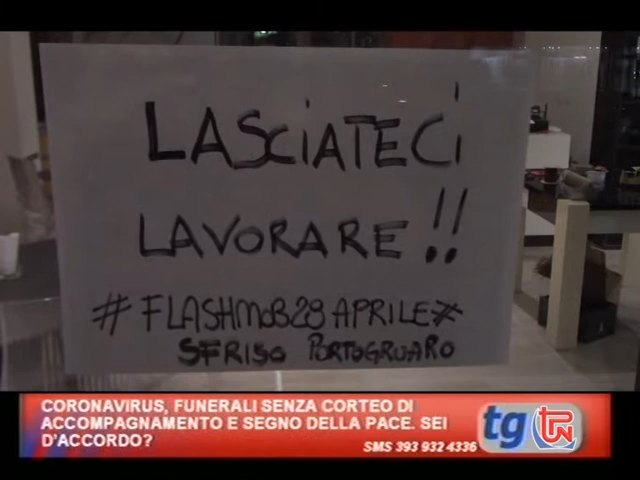 LASCIATECI
LAVORARE!!
#FLASHMOB28APRILE#
SFRISO PORTOGRUARO
CORONAVIRUS, FUNERALI SENZA CORTEO DI
ACCOMPAGNAMENTO E SEGNO DELLA PACE. SEI
D'ACCORDO?
SMS 393 932 4336
tg TPN